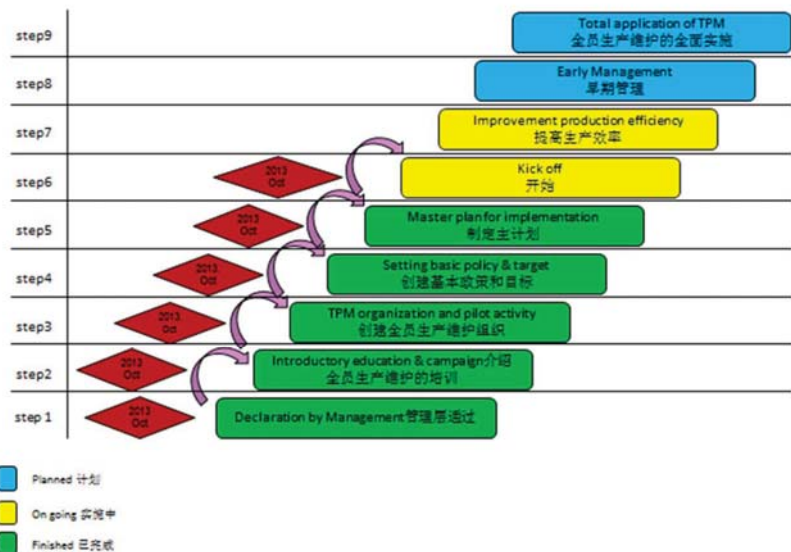 step9
Total application of TPM
全员生产维护的全面实施
step8
Early Management
早期管理
step7
Improvement production efficiency
提高生产效率
step6
2013
Oct
Kick off
开始
step5
2013
Oct
Master plan for implementation
制定主计划
step4
2013
Oct
Setting basic policy & target
创建基本政策和目标
step3
2013
Oct
TPM organization and pilot activity
创建全员生产维护组织
step2
2013
Oct
Introductory education & campaign介绍
全员生产维护的培训
step 1
2013
Oct
Declaration by Management管理层透过
Planned 计划
On going 实施中
Finished 已完成